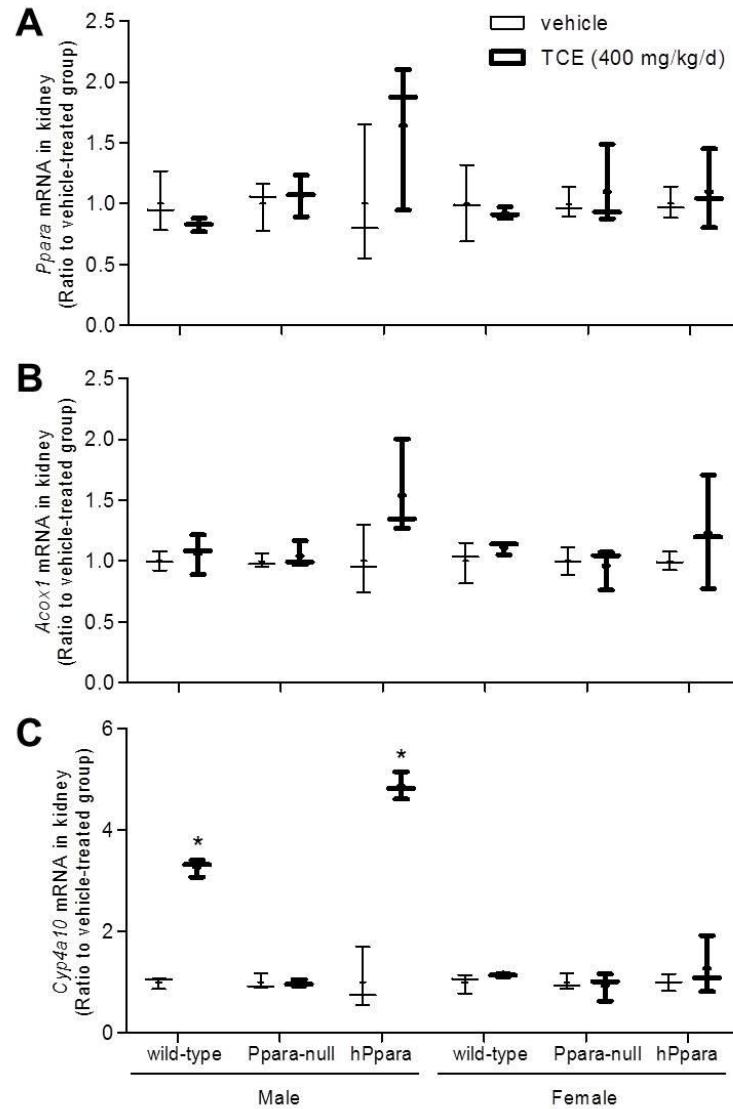 A
vehicle
TCE (400 mg/kg/d)
Ppara mRNA in kidney
(Ratio to vehicle-treated group)
2.5
2.0
1.5
1.0
0.5
0.0
B
Acox1 mRNA in kidney
(Ratio to vehicle-treated group)
2.5
2.0
1.5
1.0
0.5
0.0
C
Cyp4a10 mRNA in kidney
(Ratio to vehicle-treated group)
6
4
2
0
*
*
wild-type Ppara-null hPpara wild-type Ppara-null hPpara
Male Female